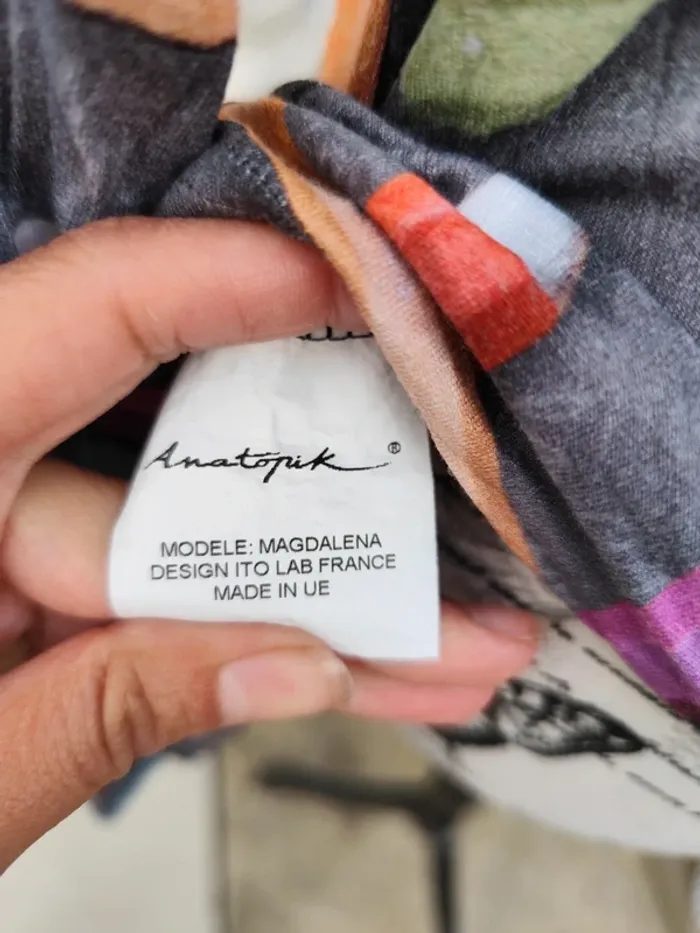 Anatopik®
MODELE: MAGDALENA
DESIGN ITO LAB FRANCE
MADE IN UE